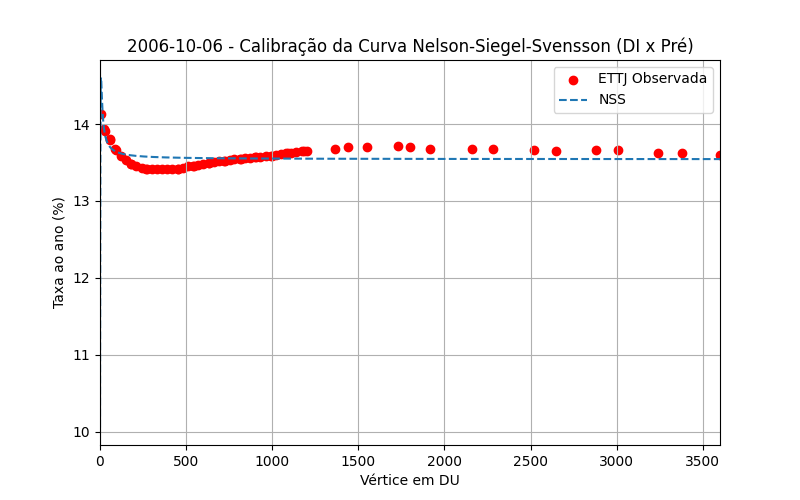 2006-10-06 - Calibração da Curva Nelson-Siegel-Svensson (DI x Pré)
ETTJ Observada
NSS
Taxa ao ano (%)
14
13
12
11
10
0 500 1000 1500 2000 2500 3000 3500
Vértice em DU